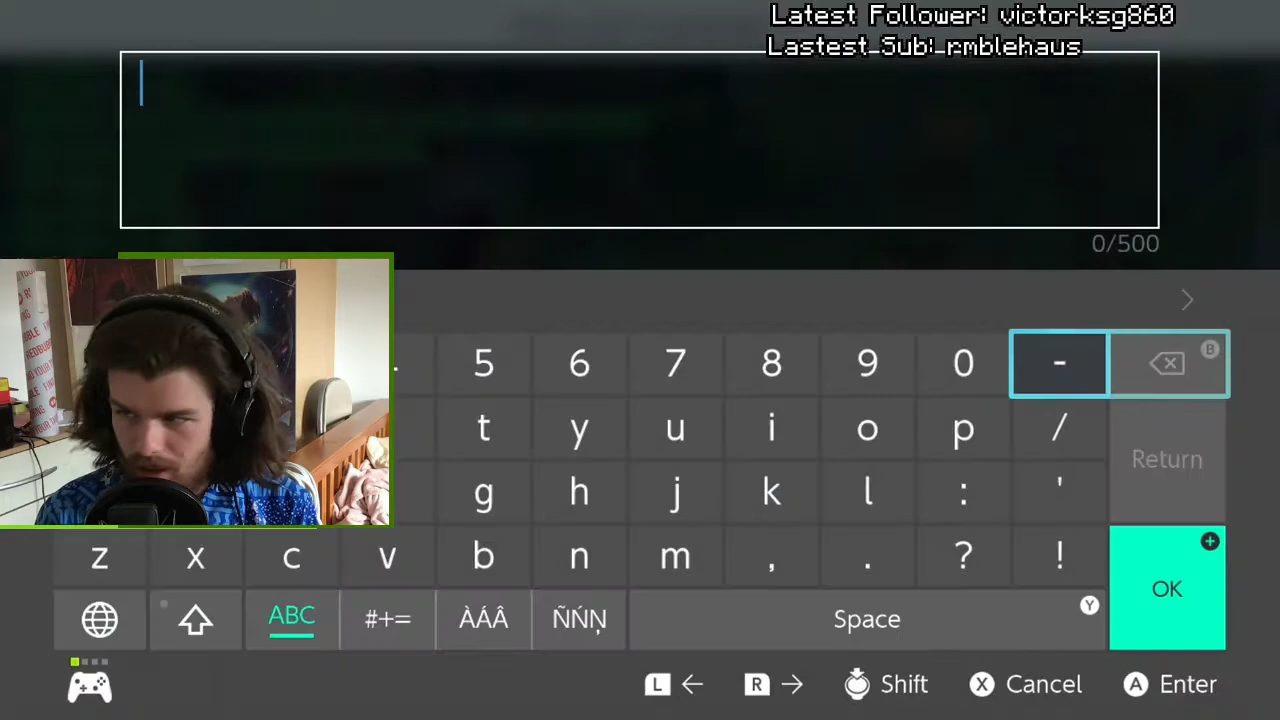 Latest Follower: victorksg860
Lastest Sub: rmblehaus
0/500
5 6 7 8 9 0 - B
t y u i o p / Return
g h j k l : '
z x c v b n m , . ? ! OK
ABC #+= ÀÁÂ ÑŃŅ Space Y
L ← R → Shift X Cancel A Enter